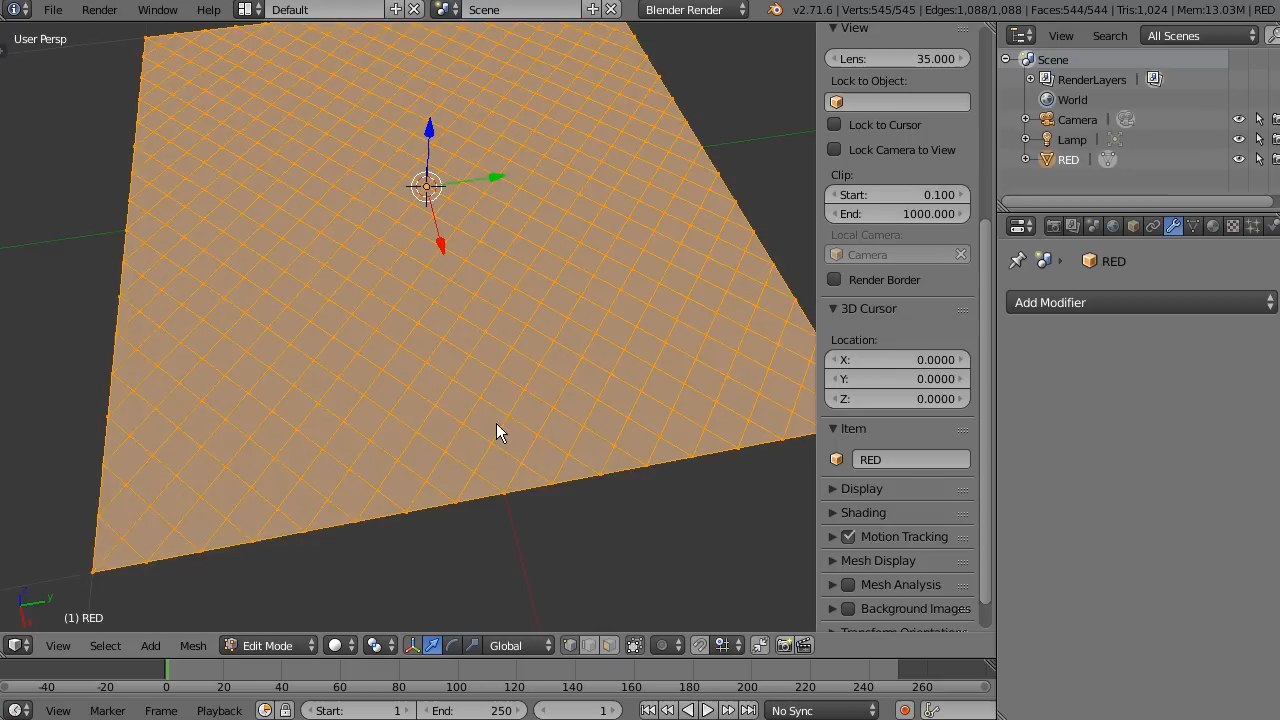 File Render Window Help Default Scene Blender Render v2.71.6 | Verts:545/545 | Edges:1,088/1,088 | Faces:544/544 | Tris:1,024 | Mem:13.03M | RED
User Persp
View
Lens: 35.000
Lock to Object:
Lock to Cursor
Lock Camera to View
Clip:
Start: 0.100
End: 1000.000
Local Camera:
Camera
Render Border
3D Cursor
Location:
X: 0.0000
Y: 0.0000
Z: 0.0000
Item
RED
Display
Shading
Motion Tracking
Mesh Display
Mesh Analysis
Background Images
View Search All Scenes
Scene
RenderLayers
World
Camera
Lamp
RED
RED
Add Modifier
z
y
x
(1) RED
View Select Add Mesh Edit Mode Global
-40 -20 0 20 40 60 80 100 120 140 160 180 200 220 240 260
View Marker Frame Playback Start: 1 End: 250 1 No Sync